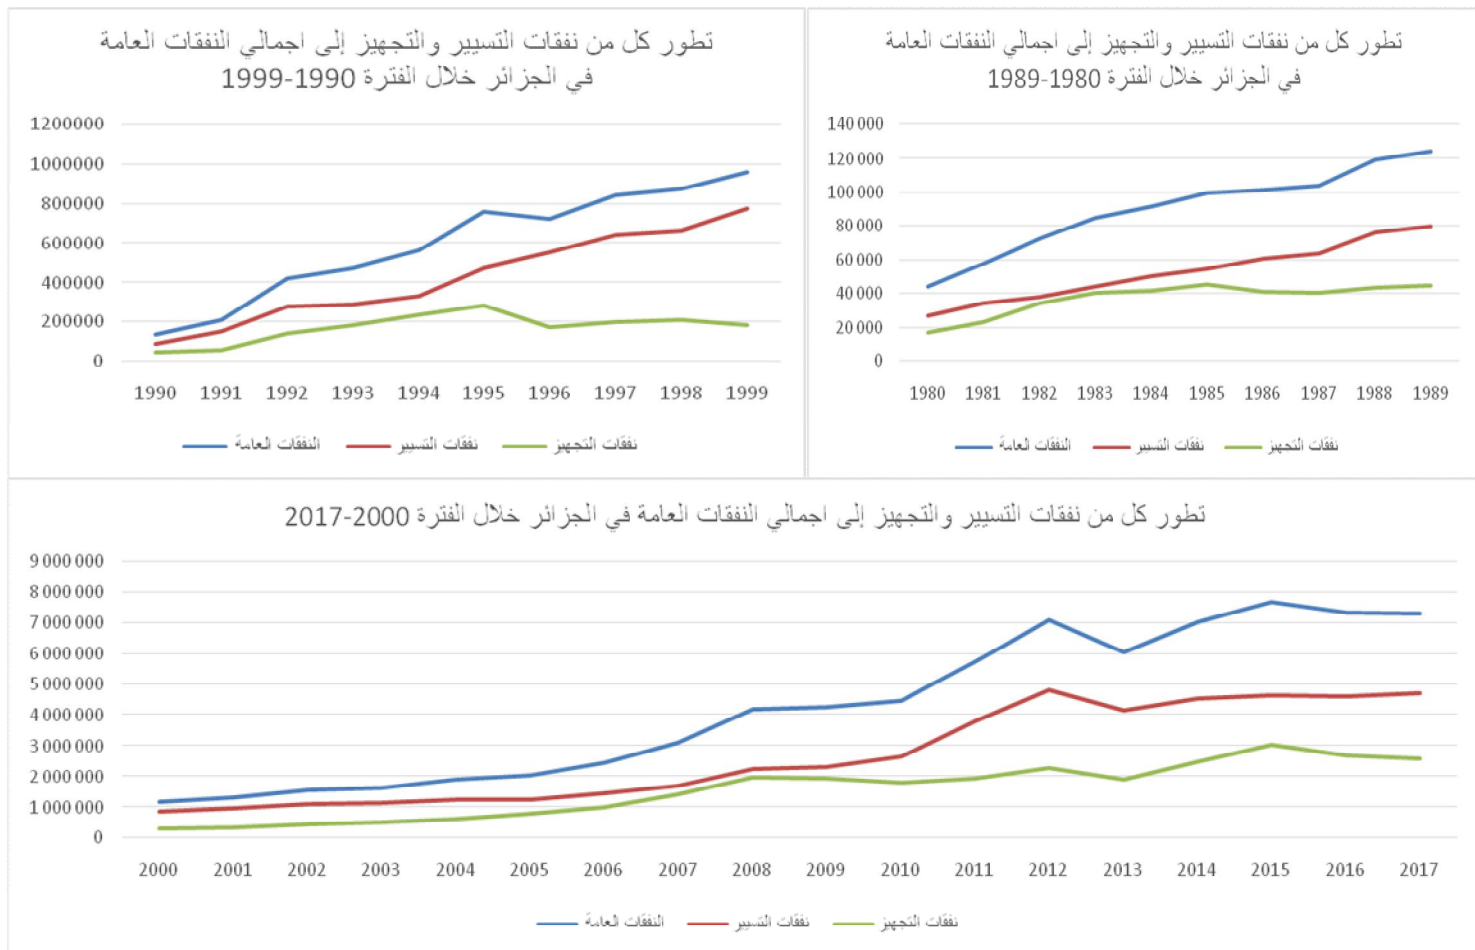 تطور كل من نفقات التسيير والتجهيز إلى اجمالي النفقات العامة
في الجزائر خلال الفترة 1980-1989
140 000
120 000
100 000
80 000
60 000
40 000
20 000
0
1980 1981 1982 1983 1984 1985 1986 1987 1988 1989
النفقات العامة نفقات التسيير نفقات التجهيز
تطور كل من نفقات التسيير والتجهيز إلى اجمالي النفقات العامة
في الجزائر خلال الفترة 1990-1999
1200000
1000000
800000
600000
400000
200000
0
1990 1991 1992 1993 1994 1995 1996 1997 1998 1999
النفقات العامة نفقات التسيير نفقات التجهيز
تطور كل من نفقات التسيير والتجهيز إلى اجمالي النفقات العامة في الجزائر خلال الفترة 2000-2017
9 000 000
8 000 000
7 000 000
6 000 000
5 000 000
4 000 000
3 000 000
2 000 000
1 000 000
0
2000 2001 2002 2003 2004 2005 2006 2007 2008 2009 2010 2011 2012 2013 2014 2015 2016 2017
النفقات العامة نفقات التسيير نفقات التجهيز